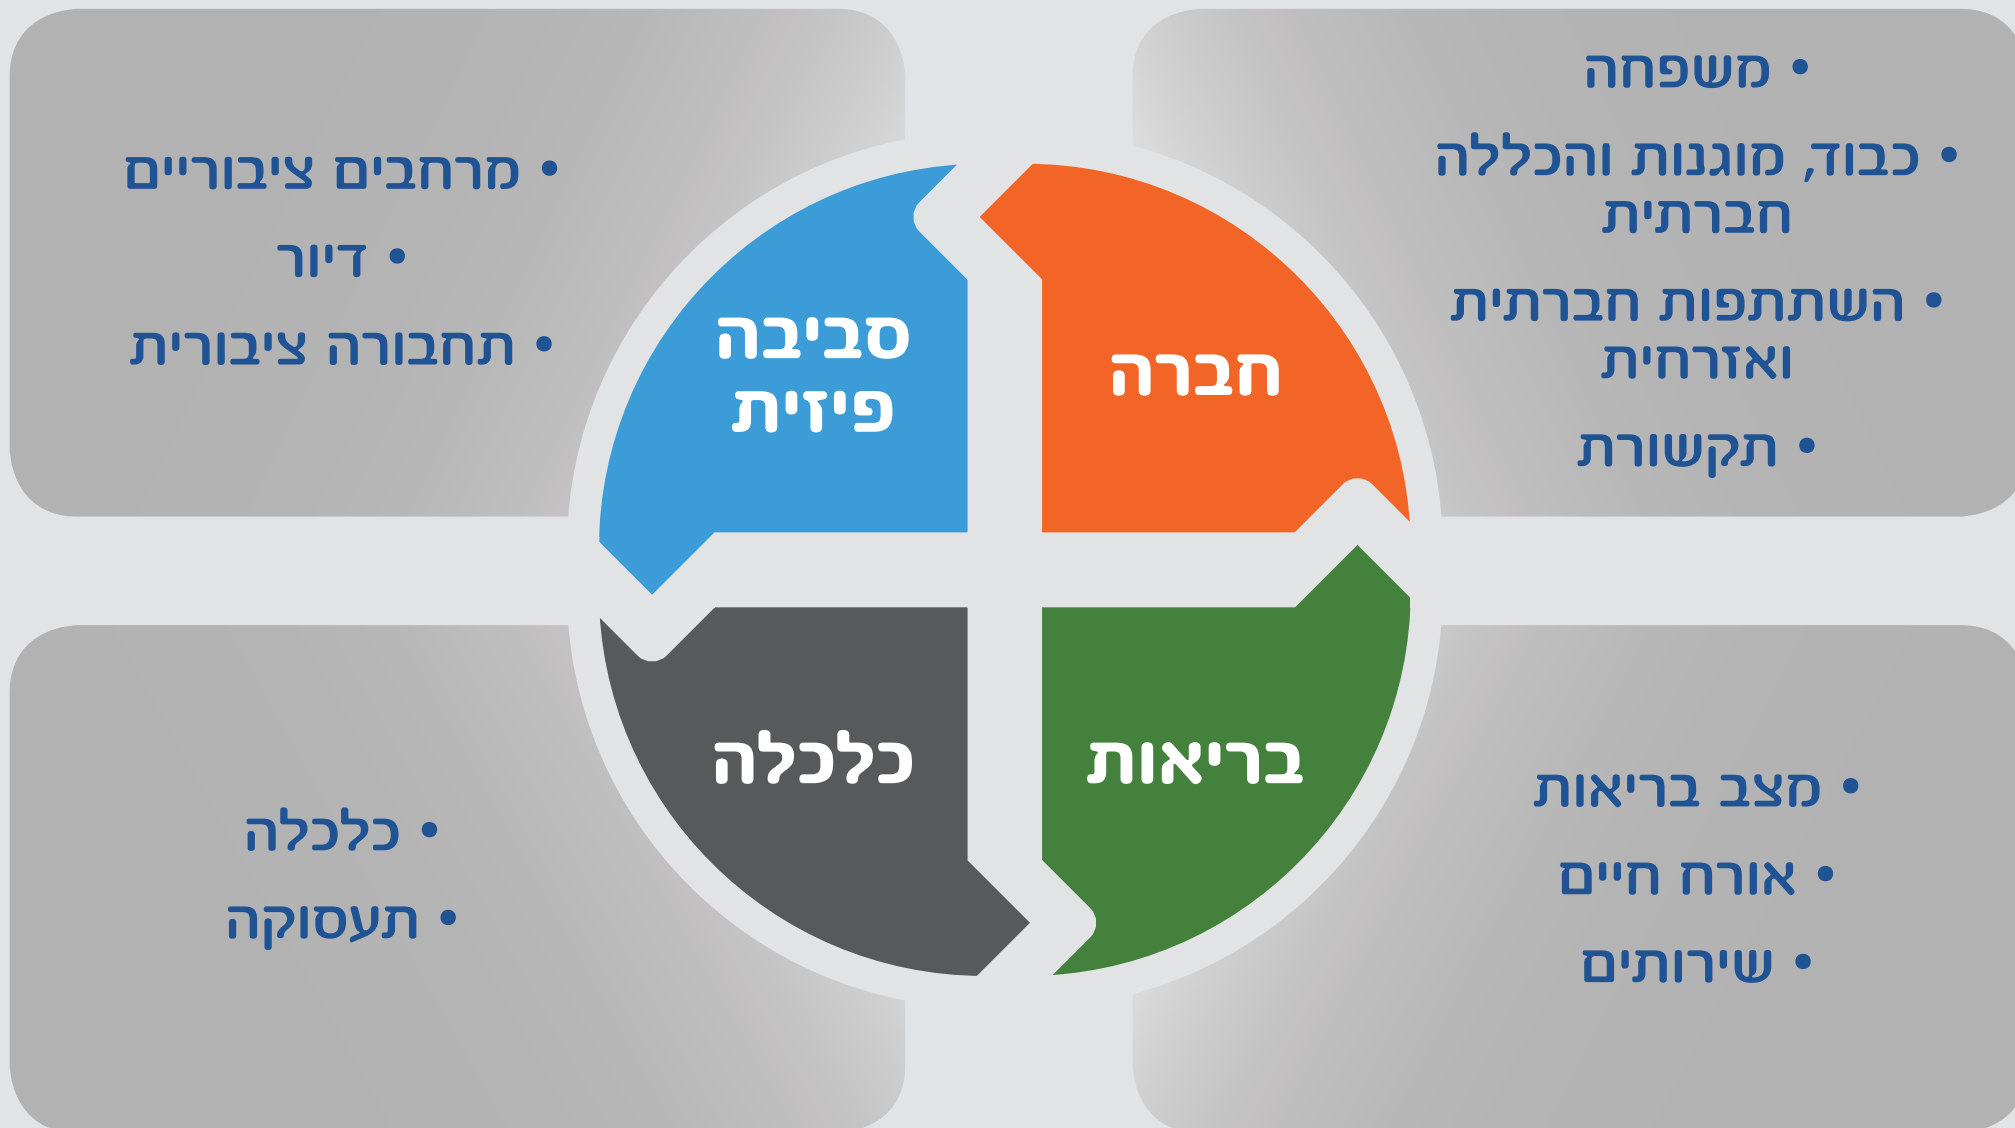 • משפחה
• כבוד, מוגנות והכללה
חברתית
• השתתפות חברתית
ואזרחית
• תקשורת
חברה
סביבה
פיזית
• מרחבים ציבוריים
• דיור
• תחבורה ציבורית
בריאות
• מצב בריאות
• אורח חיים
• שירותים
כלכלה
• כלכלה
• תעסוקה